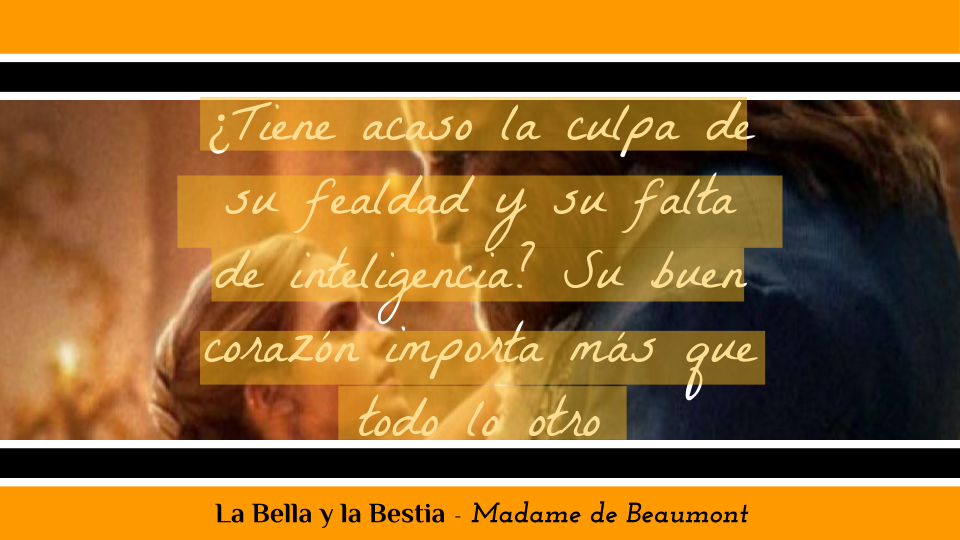 ¿Tiene acaso la culpa de
su fealdad y su falta
de inteligencia? Su buen
corazón importa más que
todo lo otro
La Bella y la Bestia - Madame de Beaumont